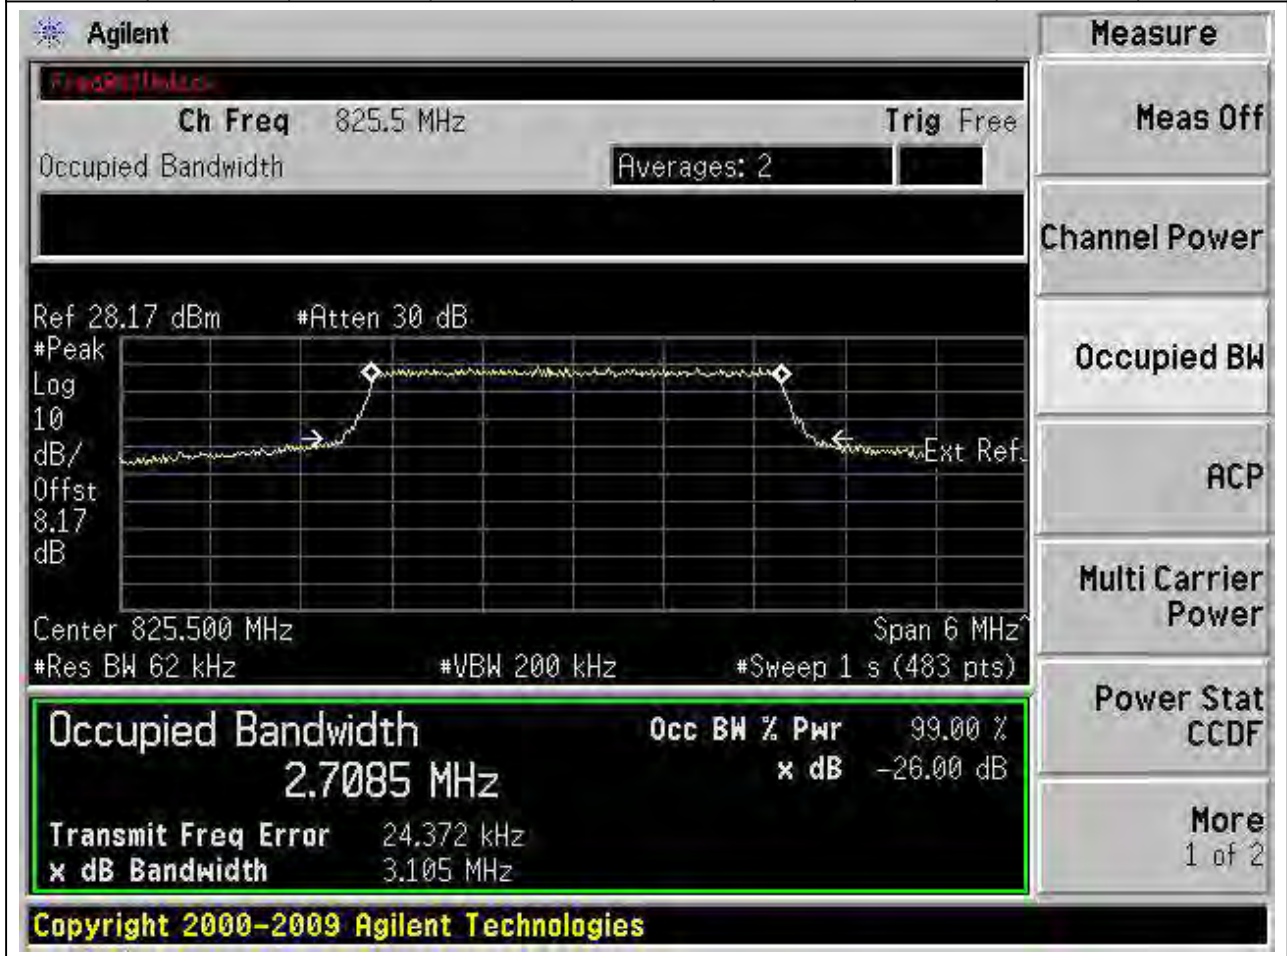 Agilent
Measure
Ch Freq 825.5 MHz Trig Free
Meas Off
Occupied Bandwidth Averages: 2
Channel Power
Ref 28.17 dBm #Atten 30 dB
#Peak
Log
10
dB/
Offst
8.17
dB
Ext Ref
Occupied BW
ACP
Center 825.500 MHz Span 6 MHz^
#Res BW 62 kHz #VBW 200 kHz #Sweep 1 s (483 pts)
Multi Carrier
Power
Occupied Bandwidth
2.7085 MHz
Occ BW % Pwr 99.00 %
x dB -26.00 dB
Transmit Freq Error 24.372 kHz
x dB Bandwidth 3.105 MHz
Power Stat
CCDF
More
1 of 2
Copyright 2000-2009 Agilent Technologies